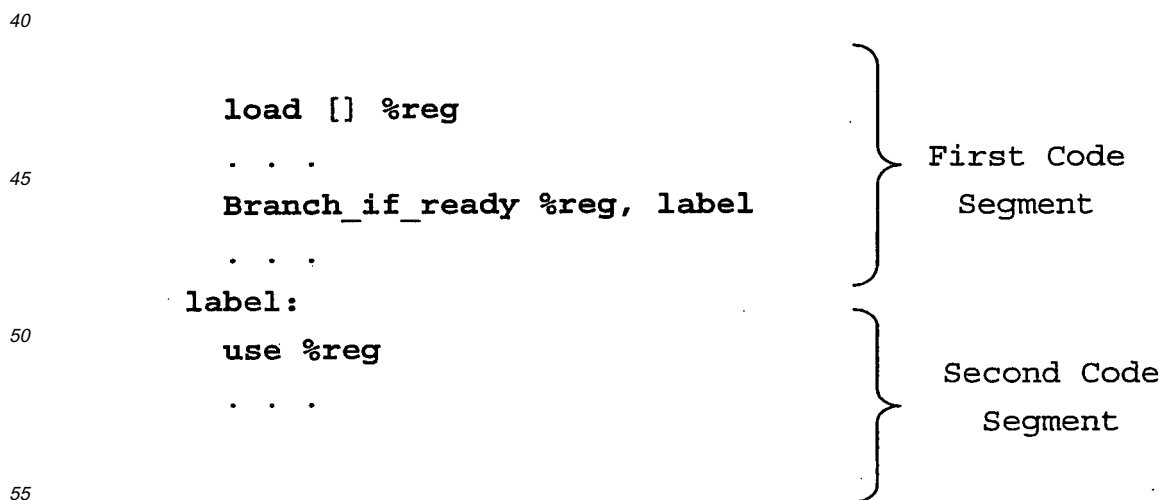 40
load [] %reg
. . .
45
Branch_if_ready %reg, label
. . .
label:
50
use %reg
. . .
55
First Code
Segment
Second Code
Segment